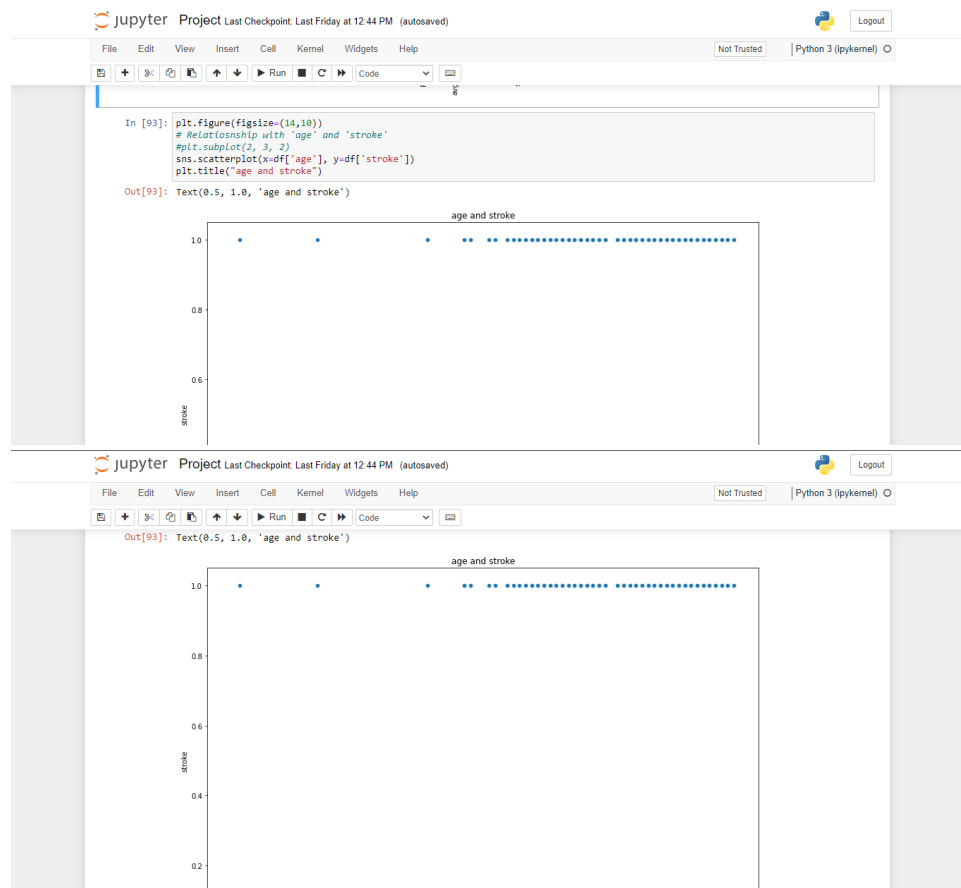 jupyter Project Last Checkpoint: Last Friday at 12:44 PM (autosaved)
Logout
File Edit View Insert Cell Kernel Widgets Help
Not Trusted
Python 3 (ipykernel)
Run
Code
In [93]: plt.figure(figsize=(14,10))
# Relatiosnship with 'age' and 'stroke'
#plt.subplot(2, 3, 2)
sns.scatterplot(x=df['age'], y=df['stroke'])
plt.title("age and stroke")
Out[93]: Text(0.5, 1.0, 'age and stroke')
age and stroke
1.0
0.8
0.6
stroke
jupyter Project Last Checkpoint: Last Friday at 12:44 PM (autosaved)
Logout
File Edit View Insert Cell Kernel Widgets Help
Not Trusted
Python 3 (ipykernel)
Run
Code
Out[93]: Text(0.5, 1.0, 'age and stroke')
age and stroke
1.0
0.8
0.6
stroke
0.4
0.2